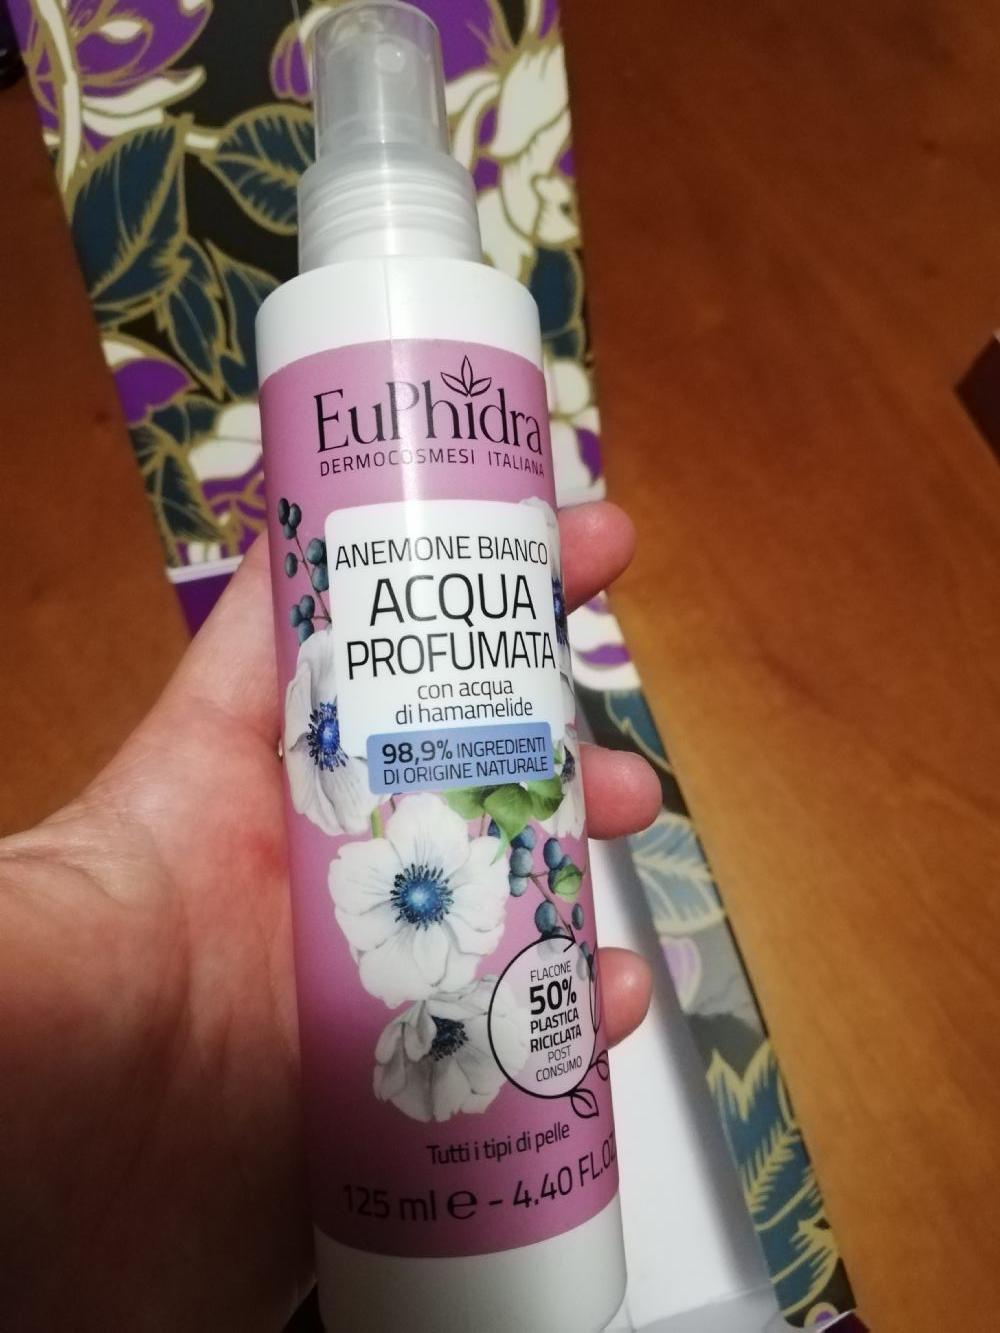 EuPhidra
DERMOCOSMESI ITALIANA
ANEMONE BIANCO
ACQUA
PROFUMATA
con acqua
di hamamelide
98,9% INGREDIENTI
DI ORIGINE NATURALE
FLACONE
50%
PLASTICA
RICICLATA
POST
CONSUMO
Tutti i tipi di pelle
125 ml e - 4.40 FL.OZ